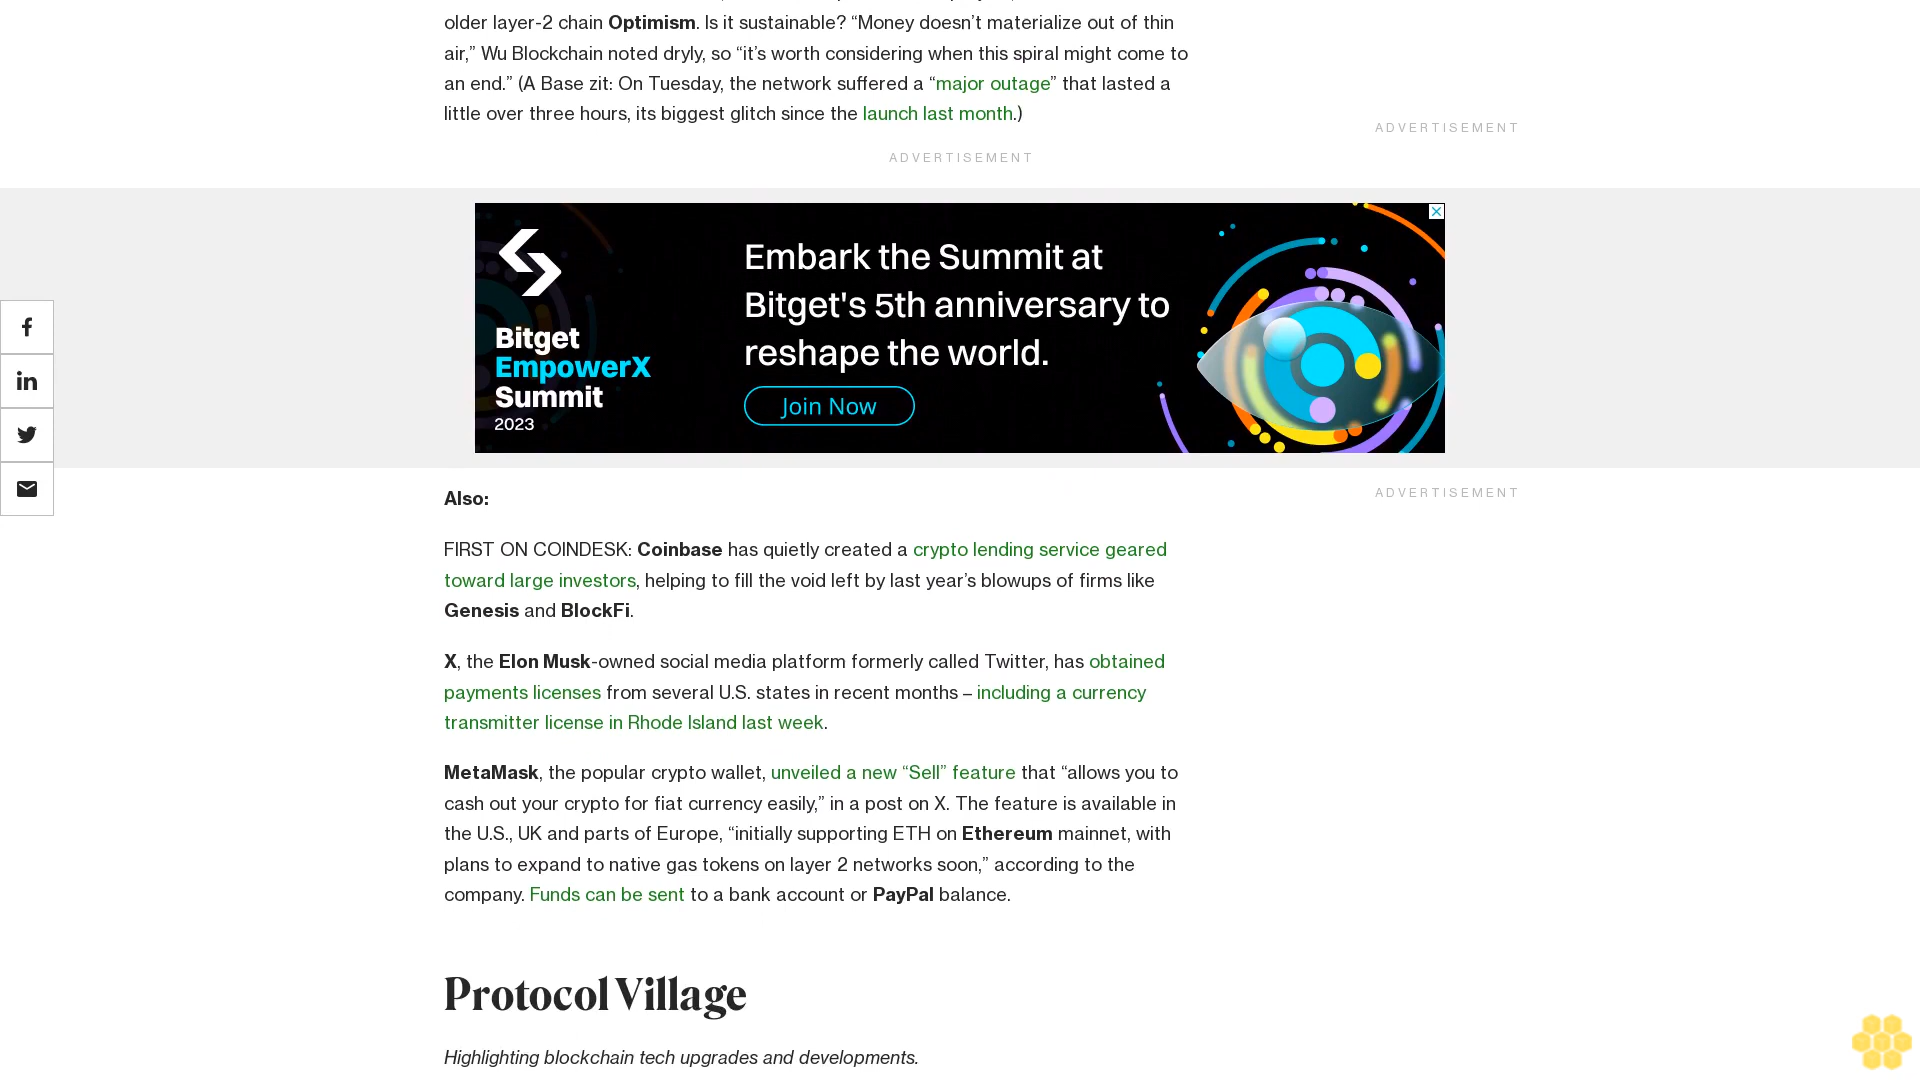 older layer-2 chain Optimism. Is it sustainable? “Money doesn’t materialize out of thin
air,” Wu Blockchain noted dryly, so “it’s worth considering when this spiral might come to
an end.” (A Base zit: On Tuesday, the network suffered a “major outage” that lasted a
little over three hours, its biggest glitch since the launch last month.)
ADVERTISEMENT
ADVERTISEMENT
Bitget
EmpowerX
Summit
2023
Embark the Summit at
Bitget's 5th anniversary to
reshape the world.
Join Now
Also:
ADVERTISEMENT
FIRST ON COINDESK: Coinbase has quietly created a crypto lending service geared
toward large investors, helping to fill the void left by last year’s blowups of firms like
Genesis and BlockFi.
X, the Elon Musk-owned social media platform formerly called Twitter, has obtained
payments licenses from several U.S. states in recent months – including a currency
transmitter license in Rhode Island last week.
MetaMask, the popular crypto wallet, unveiled a new “Sell” feature that “allows you to
cash out your crypto for fiat currency easily,” in a post on X. The feature is available in
the U.S., UK and parts of Europe, “initially supporting ETH on Ethereum mainnet, with
plans to expand to native gas tokens on layer 2 networks soon,” according to the
company. Funds can be sent to a bank account or PayPal balance.
Protocol Village
Highlighting blockchain tech upgrades and developments.